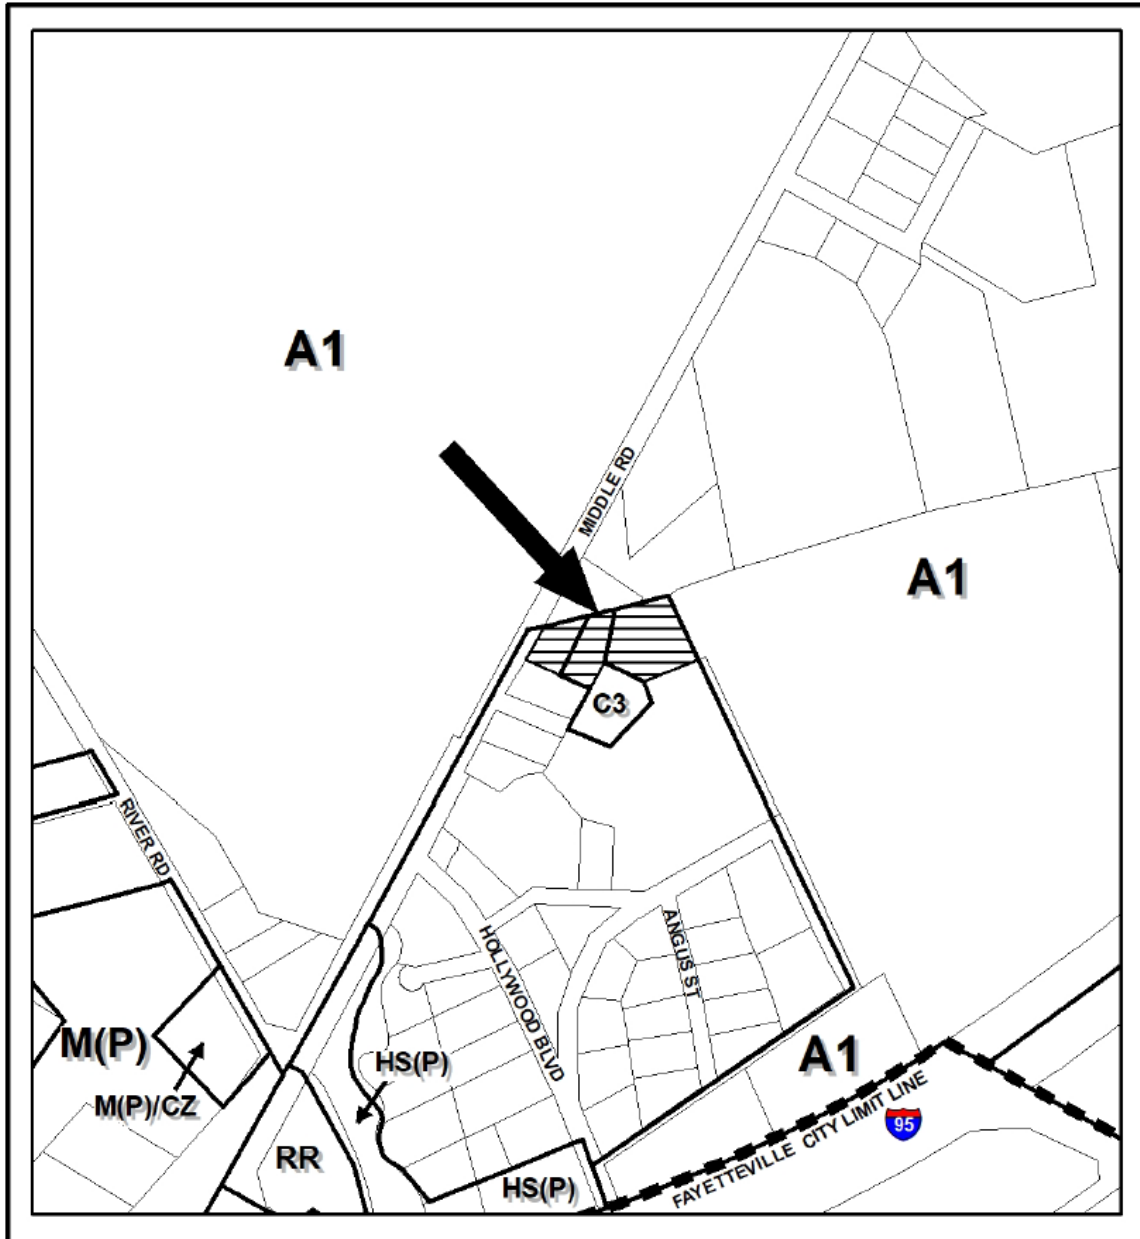 A1
MIDDLE RD
A1
C3
RIVER RD
ANGUS ST
HOLLYWOOD BLVD
M(P)
A1
HS(P)
M(P)/CZ
95
FAYETTEVILLE CITY LIMIT LINE
RR
HS(P)